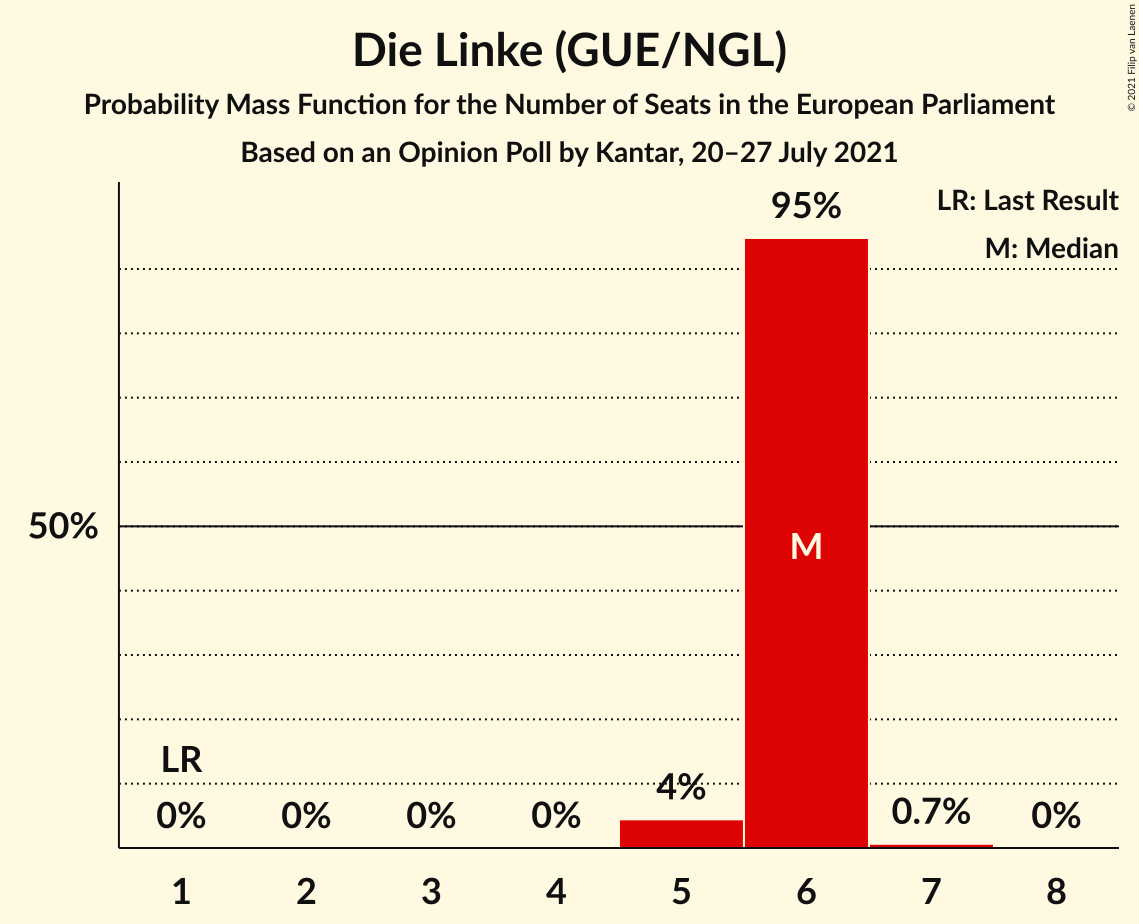 Die Linke (GUE/NGL)
Probability Mass Function for the Number of Seats in the European Parliament
Based on an Opinion Poll by Kantar, 20–27 July 2021
© 2021 Filip van Laenen
LR: Last Result
M: Median
95%
50%
M
LR
4%
0%
0%
0%
0%
0.7%
0%
1
2
3
4
5
6
7
8